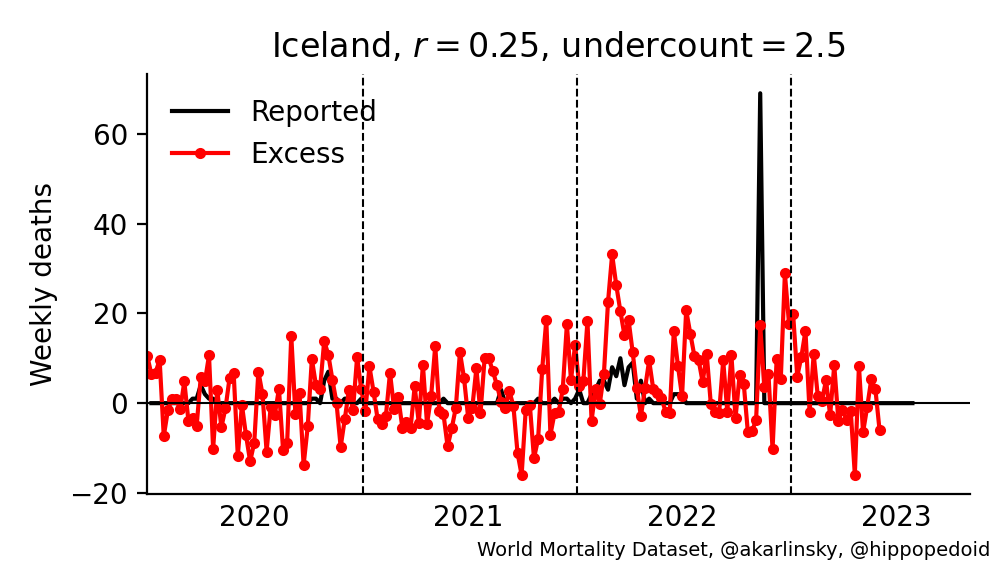 Iceland, r = 0.25, undercount = 2.5
Reported
Excess
Weekly deaths
60
40
20
0
−20
2020 2021 2022 2023
World Mortality Dataset, @akarlinsky, @hippopedoid